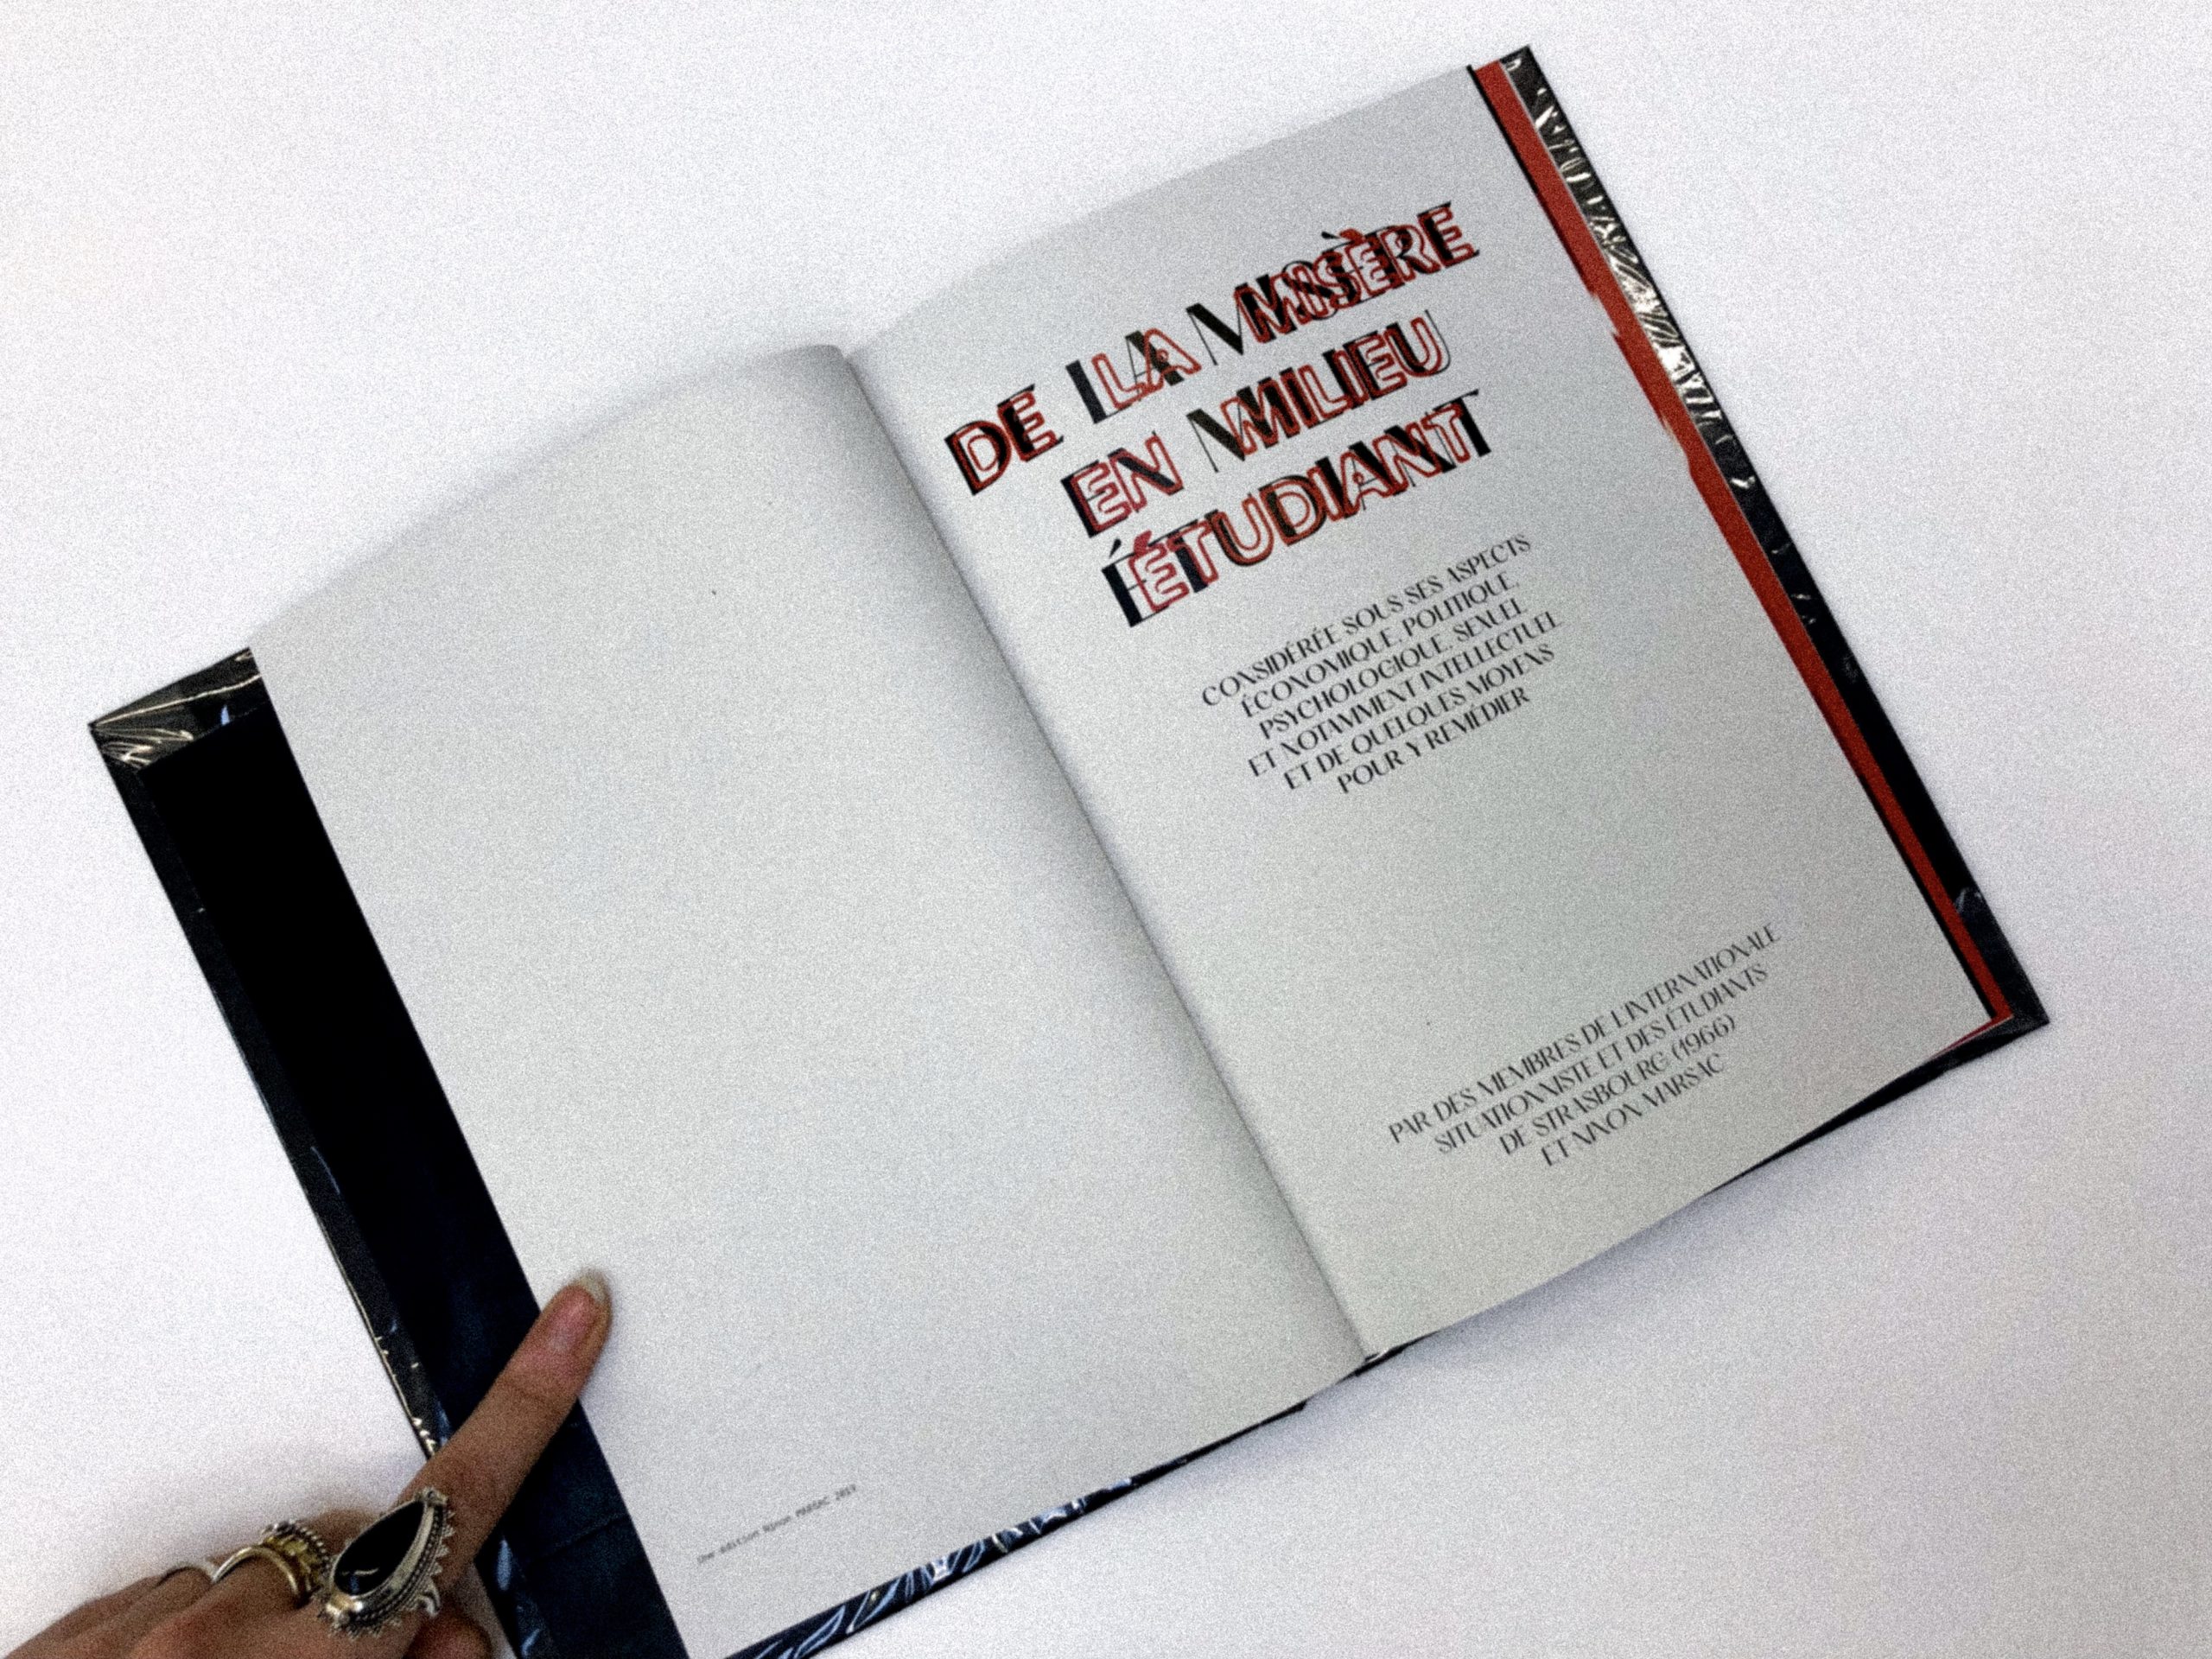 Une édition Ninon MARSAC 2019
DE LA MISÈRE
EN MILIEU
ÉTUDIANT
CONSIDÉRÉE SOUS SES ASPECTS
ÉCONOMIQUE, POLITIQUE,
PSYCHOLOGIQUE, SEXUEL
ET NOTAMMENT INTELLECTUEL
ET DE QUELQUES MOYENS
POUR Y REMÉDIER
PAR DES MEMBRES DE L'INTERNATIONALE
SITUATIONNISTE ET DES ÉTUDIANTS
DE STRASBOURG (1966)
ET NINON MARSAC